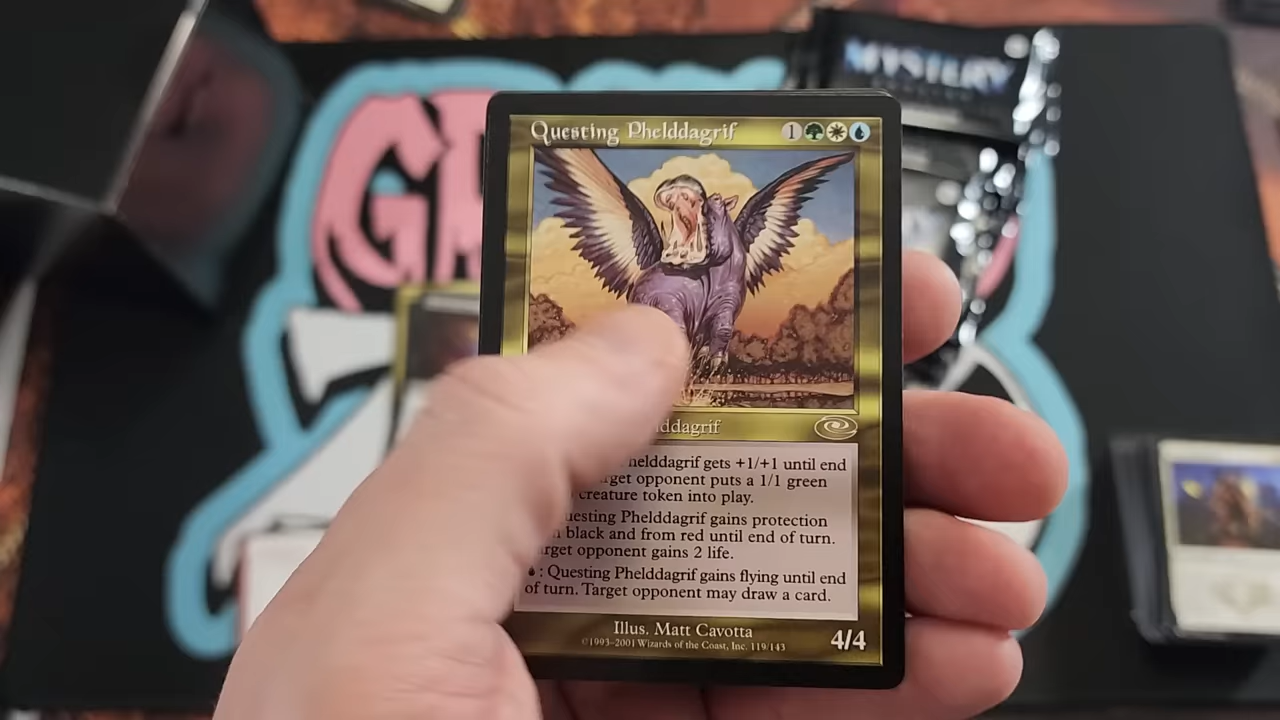 MYSTERY
Questing Phelddagrif 1
lddagrif
helddagrif gets +1/+1 until end
rget opponent puts a 1/1 green
creature token into play.
uesting Phelddagrif gains protection
black and from red until end of turn.
rget opponent gains 2 life.
: Questing Phelddagrif gains flying until end
of turn. Target opponent may draw a card.
Illus. Matt Cavotta
©1993-2001 Wizards of the Coast, Inc. 119/143
4/4